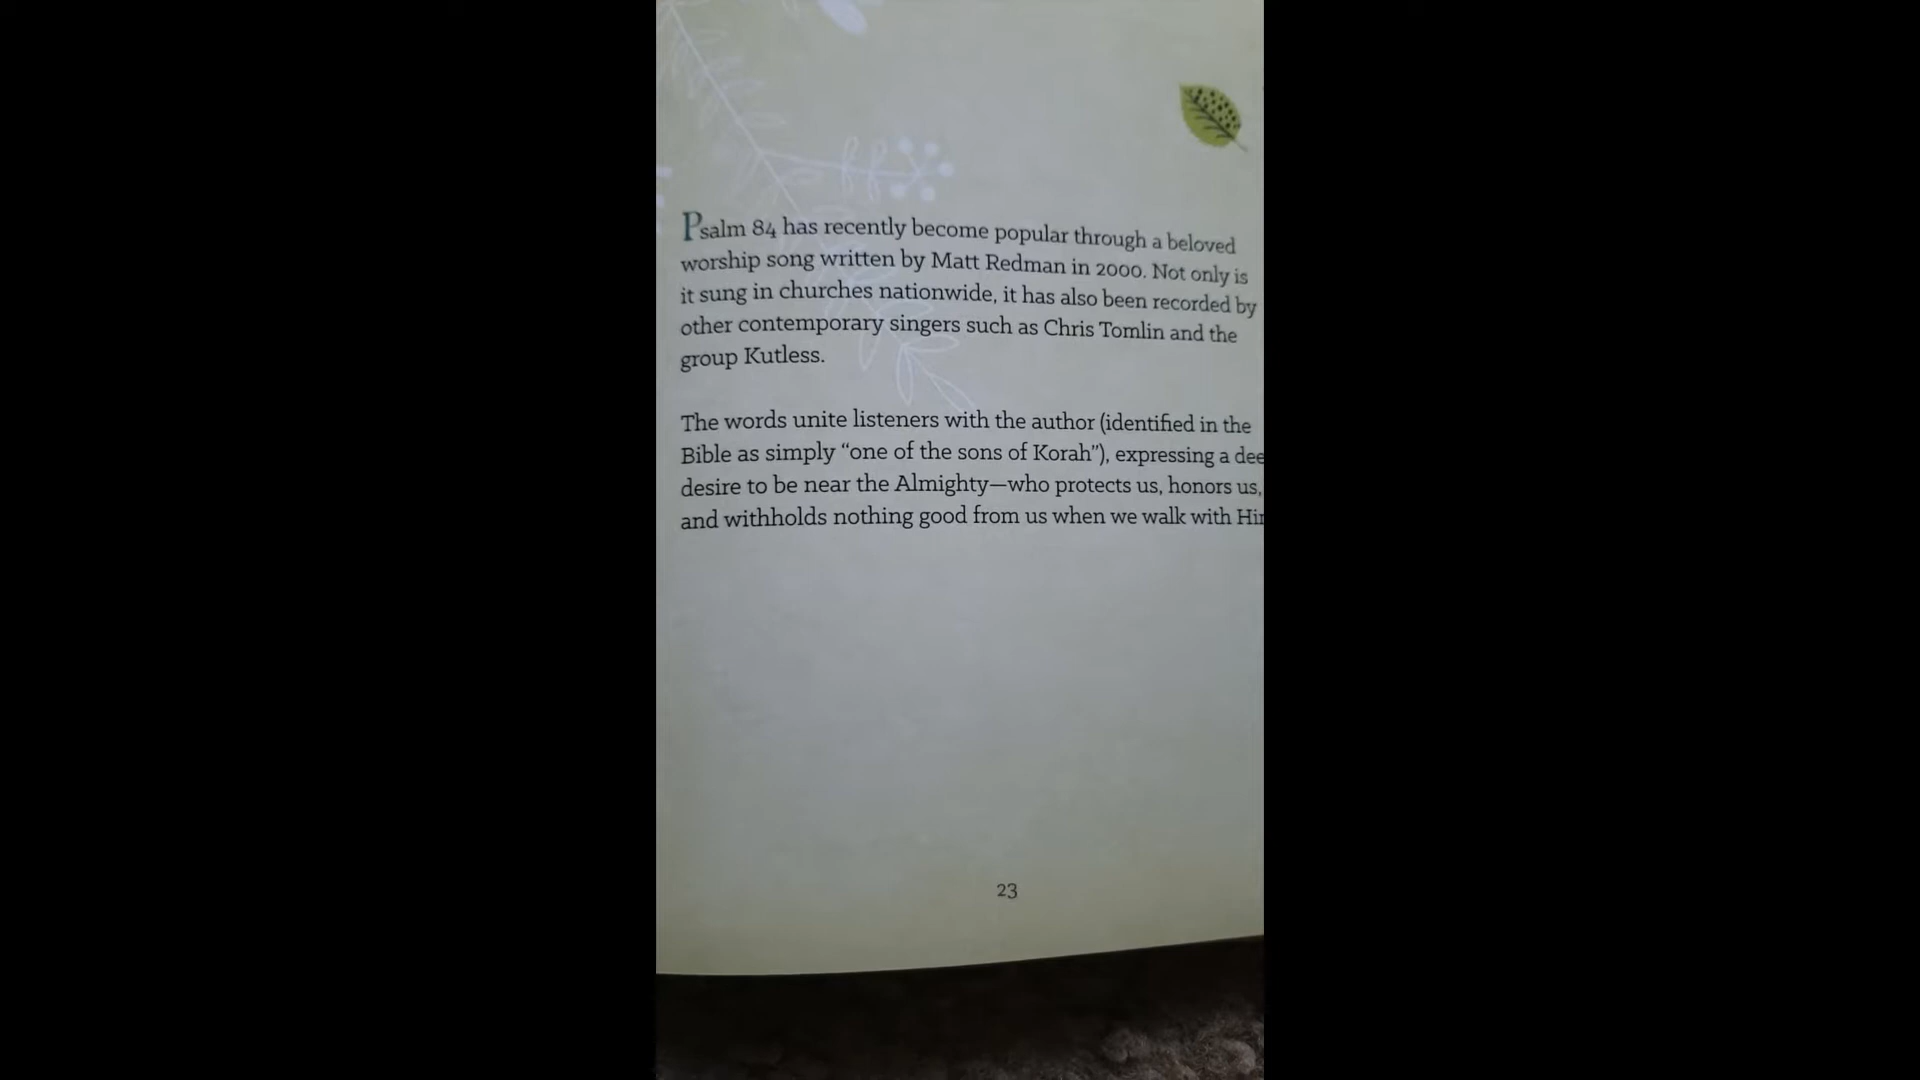 Psalm 84 has recently become popular through a beloved
worship song written by Matt Redman in 2000. Not only is
it sung in churches nationwide, it has also been recorded by
other contemporary singers such as Chris Tomlin and the
group Kutless.
The words unite listeners with the author (identified in the
Bible as simply “one of the sons of Korah”), expressing a dee
desire to be near the Almighty—who protects us, honors us,
and withholds nothing good from us when we walk with Hi
23